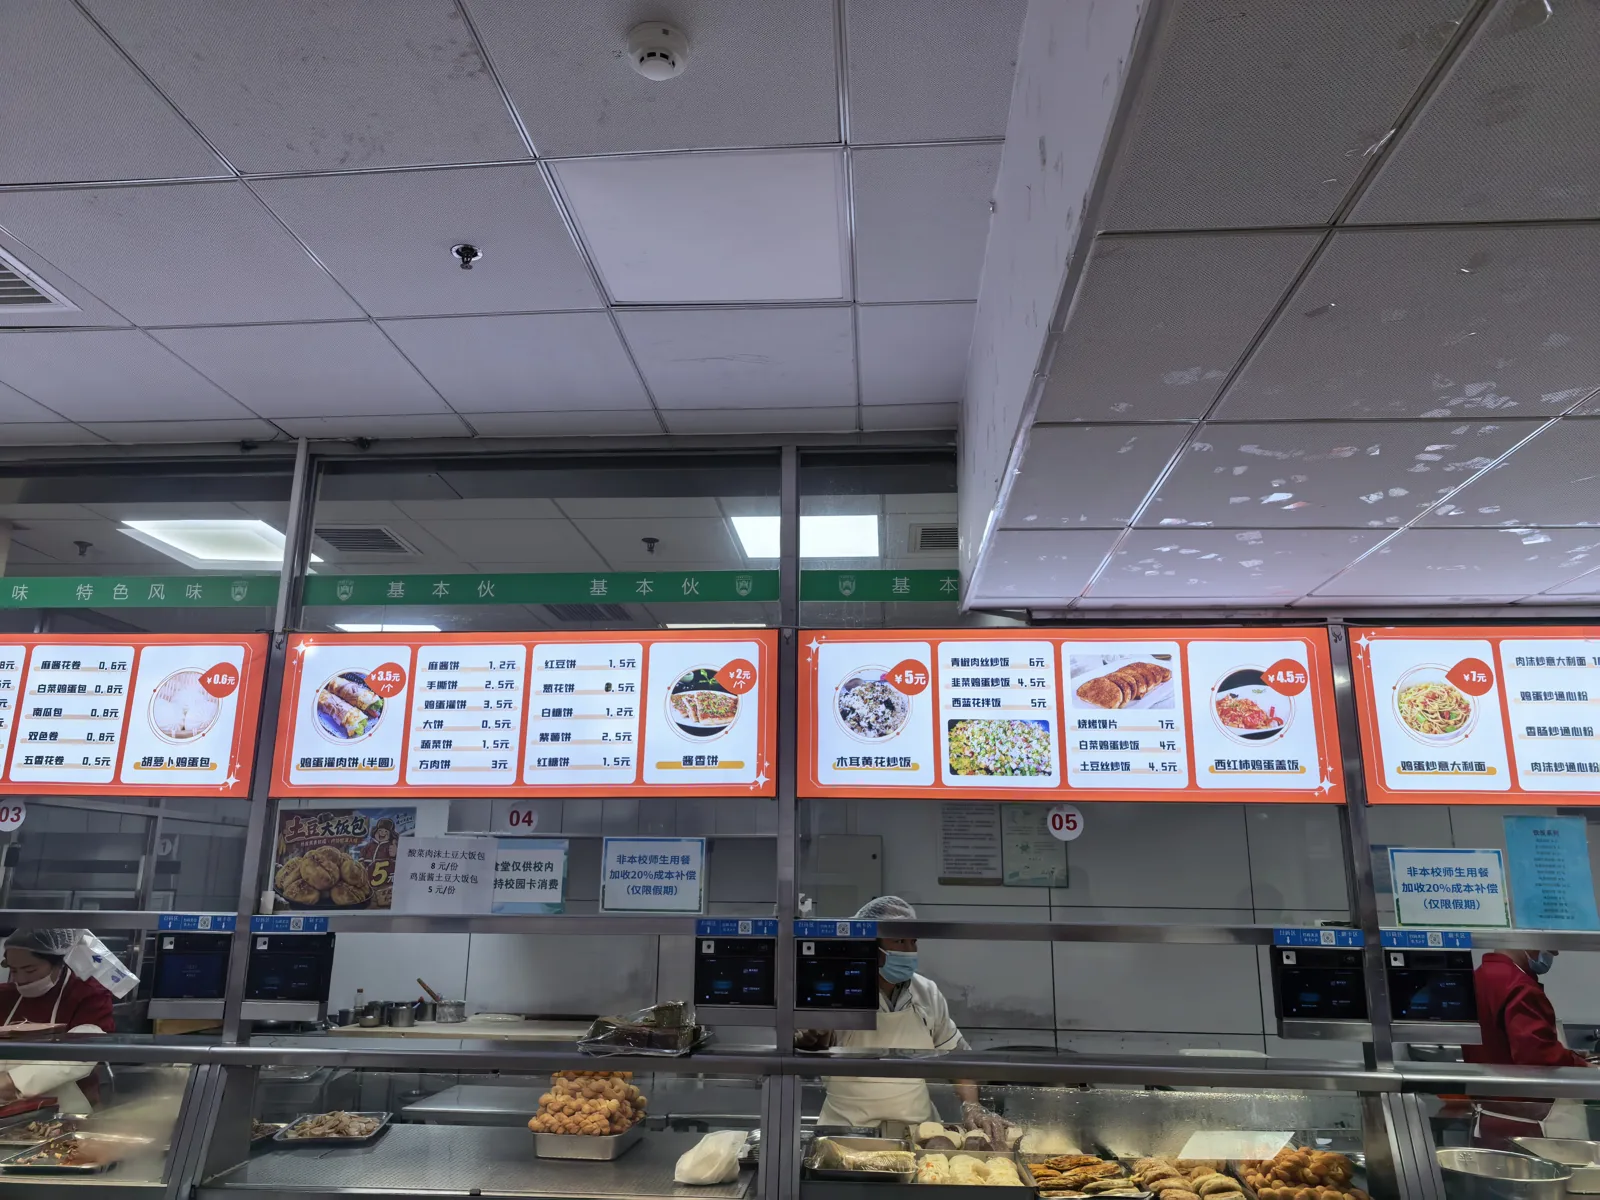 味 特色风味
基本伙 基本伙
基本
8元
麻酱花卷 0.6元
白菜鸡蛋包 0.8元
南瓜包 0.8元
双色卷 0.8元
五香花卷 0.5元
¥0.6元
胡萝卜鸡蛋包
¥3.5元/个
鸡蛋灌肉饼(半圆)
麻酱饼 1.2元
手撕饼 2.5元
鸡蛋灌饼 3.5元
大饼 0.5元
蔬菜饼 1.5元
方肉饼 3元
红豆饼 1.5元
葱花饼 .5元
白糖饼 1.2元
紫薯饼 2.5元
红糖饼 1.5元
¥2元/个
酱香饼
¥5元
木耳黄花炒饭
青椒肉丝炒饭 6元
韭菜鸡蛋炒饭 4.5元
西蓝花拌饭 5元
烧烤馍片 7元
白菜鸡蛋炒饭 4元
土豆丝炒饭 4.5元
¥4.5元
西红柿鸡蛋盖饭
¥7元
鸡蛋炒意大利面
肉沫炒意大利面
鸡蛋炒通心粉
香肠炒通心粉
肉沫炒通心粉
03
04
05
土豆大饭包
5元
酸菜肉沫土豆大饭包
8元/份
鸡蛋酱土豆大饭包
5元/份
食堂仅供校内
持校园卡消费
非本校师生用餐
加收20%成本补偿
(仅限假期)
非本校师生用餐
加收20%成本补偿
(仅限假期)